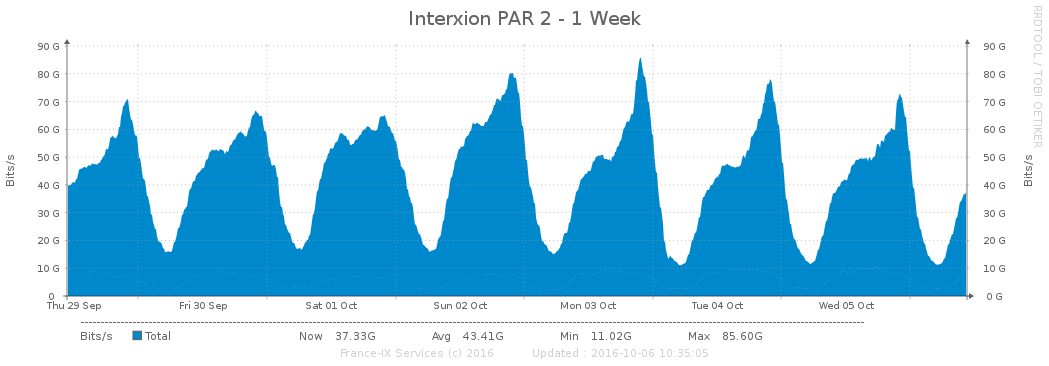 Interxion PAR 2 - 1 Week
RRDTOOL / TOBI OETIKER
Bits/s
90 G 90 G
80 G 80 G
70 G 70 G
60 G 60 G
50 G 50 G
40 G 40 G
30 G 30 G
20 G 20 G
10 G 10 G
0 0 G
Bits/s
Thu 29 Sep Fri 30 Sep Sat 01 Oct Sun 02 Oct Mon 03 Oct Tue 04 Oct Wed 05 Oct
Bits/s Total Now 37.33G Avg 43.41G Min 11.02G Max 85.60G
France-IX Services (c) 2016 Updated : 2016-10-06 10:35:05